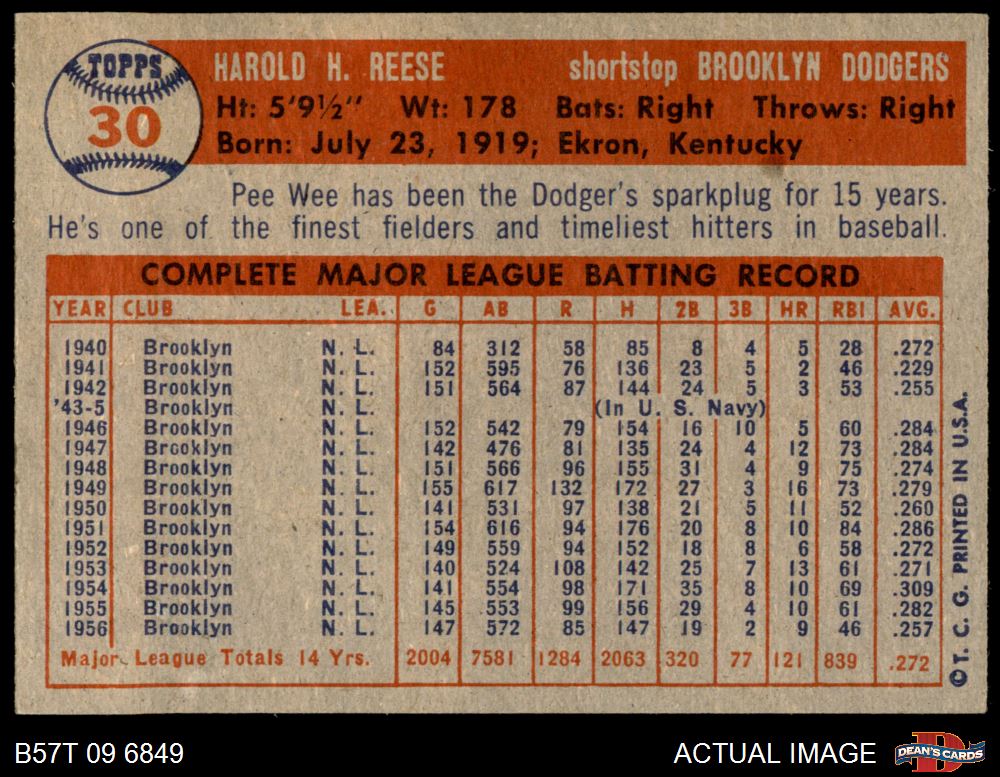 TOPPS
30
HAROLD H. REESE shortstop BROOKLYN DODGERS
Ht: 5'9½" Wt: 178 Bats: Right Throws: Right
Born: July 23, 1919; Ekron, Kentucky
Pee Wee has been the Dodger's sparkplug for 15 years.
He's one of the finest fielders and timeliest hitters in baseball.
COMPLETE MAJOR LEAGUE BATTING RECORD
YEAR CLUB LEA. G AB R H 2B 3B HR RBI AVG.
1940 Brooklyn N. L. 84 312 58 85 8 4 5 28 .272
1941 Brooklyn N. L. 152 595 76 136 23 5 2 46 .229
1942 Brooklyn N. L. 151 564 87 144 24 5 3 53 .255
'43-5 Brooklyn N. L. (In U. S. Navy)
1946 Brooklyn N. L. 152 542 79 154 16 10 5 60 .284
1947 Brooklyn N. L. 142 476 81 135 24 4 12 73 .284
1948 Brooklyn N. L. 151 566 96 155 31 4 9 75 .274
1949 Brooklyn N. L. 155 617 132 172 27 3 16 73 .279
1950 Brooklyn N. L. 141 531 97 138 21 5 11 52 .260
1951 Brooklyn N. L. 154 616 94 176 20 8 10 84 .286
1952 Brooklyn N. L. 149 559 94 152 18 8 6 58 .272
1953 Brooklyn N. L. 140 524 108 142 25 7 13 61 .271
1954 Brooklyn N. L. 141 554 98 171 35 8 10 69 .309
1955 Brooklyn N. L. 145 553 99 156 29 4 10 61 .282
1956 Brooklyn N. L. 147 572 85 147 19 2 9 46 .257
Major League Totals 14 Yrs. 2004 7581 1284 2063 320 77 121 839 .272
©T. C. G. PRINTED IN U.S.A.
B57T 09 6849 ACTUAL IMAGE
DEAN'S CARDS